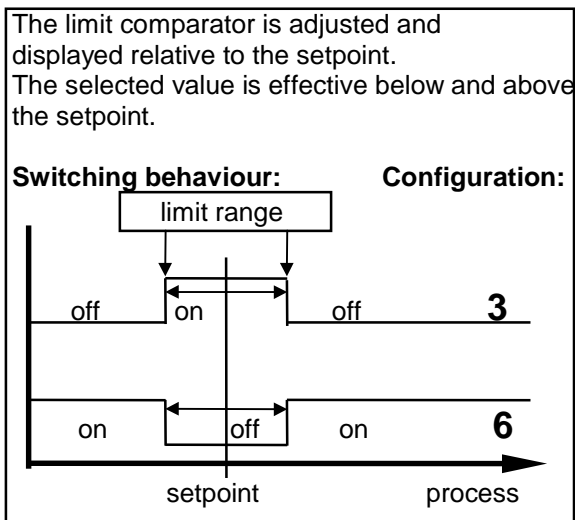 The limit comparator is adjusted and
displayed relative to the setpoint.
The selected value is effective below and above
the setpoint.
Switching behaviour: Configuration:
limit range
off on off 3
on off on 6
setpoint process